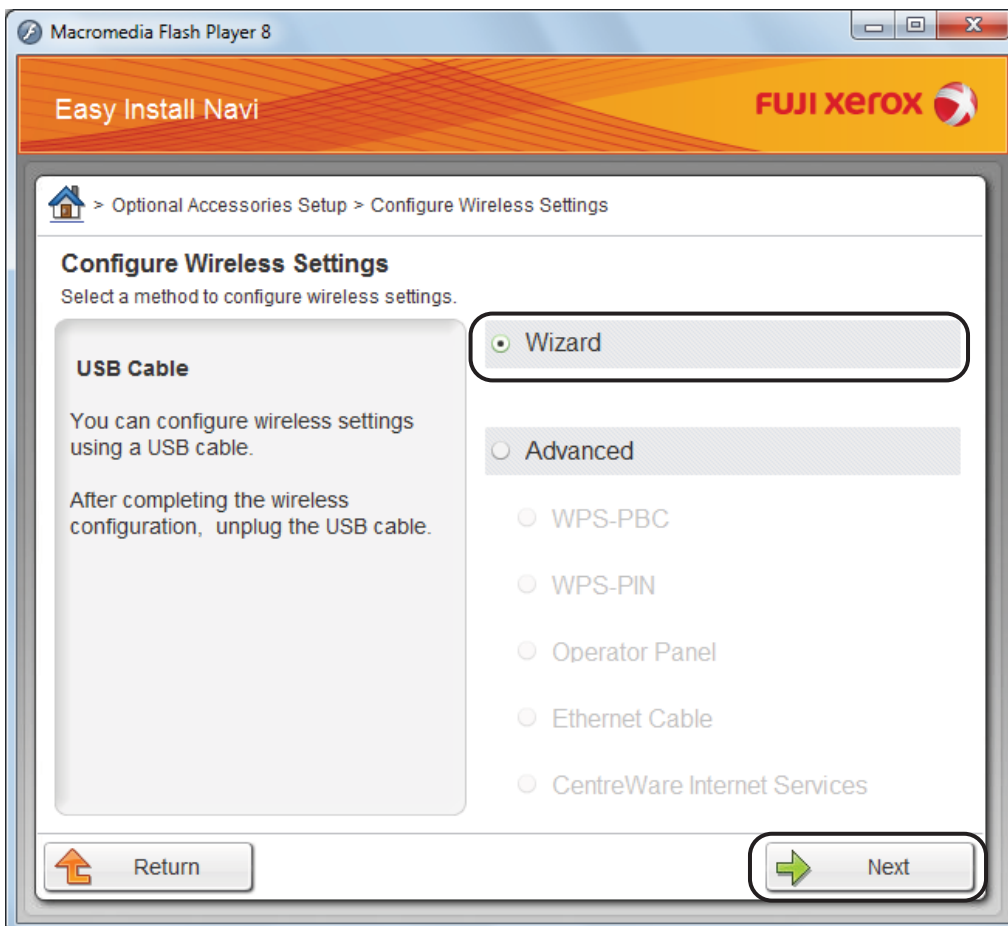 Macromedia Flash Player 8
Easy Install Navi
FUJI xerox
> Optional Accessories Setup > Configure Wireless Settings
Configure Wireless Settings
Select a method to configure wireless settings.
USB Cable
You can configure wireless settings
using a USB cable.
After completing the wireless
configuration, unplug the USB cable.
Wizard
Advanced
WPS-PBC
WPS-PIN
Operator Panel
Ethernet Cable
CentreWare Internet Services
Return
Next